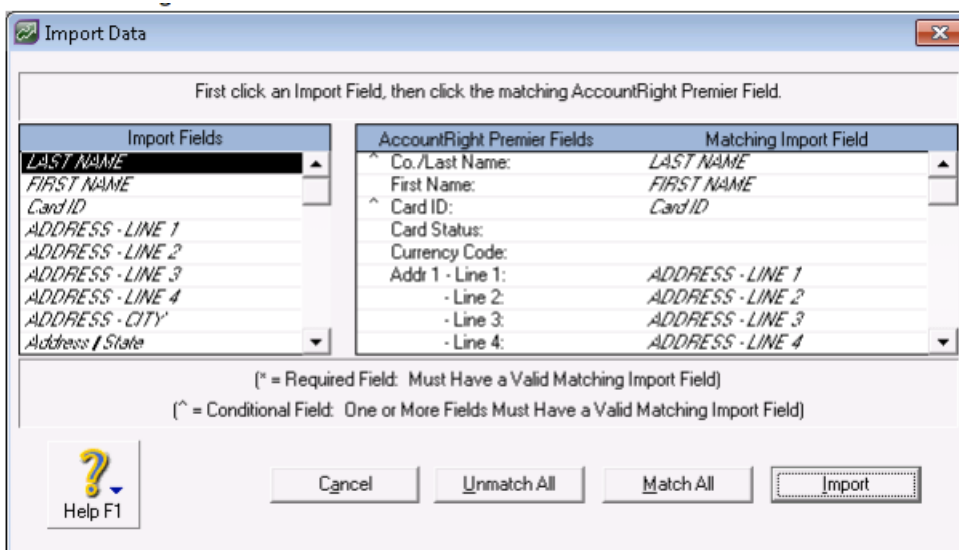 Import Data
First click an Import Field, then click the matching AccountRight Premier Field.
Import Fields
LAST NAME
FIRST NAME
Card ID
ADDRESS - LINE 1
ADDRESS - LINE 2
ADDRESS - LINE 3
ADDRESS - LINE 4
ADDRESS - CITY'
Address / State
AccountRight Premier Fields Matching Import Field
^ Co./Last Name: LAST NAME
First Name: FIRST NAME
^ Card ID: Card ID
Card Status:
Currency Code:
Addr 1 - Line 1: ADDRESS - LINE 1
- Line 2: ADDRESS - LINE 2
- Line 3: ADDRESS - LINE 3
- Line 4: ADDRESS - LINE 4
(* = Required Field: Must Have a Valid Matching Import Field)
(^ = Conditional Field: One or More Fields Must Have a Valid Matching Import Field)
Help F1
Cancel
Unmatch All
Match All
Import